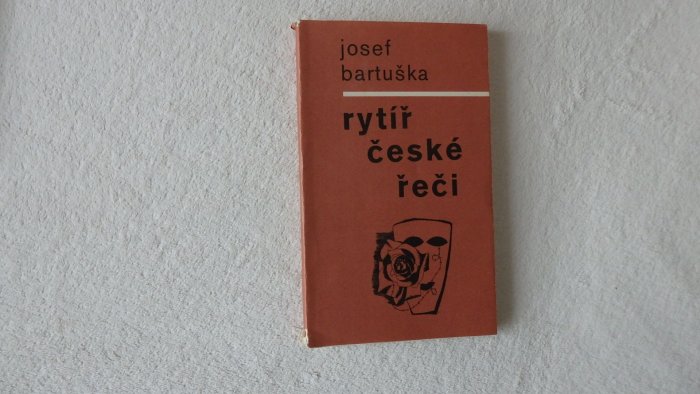 josef
bartuška
rytíř
české
řeči